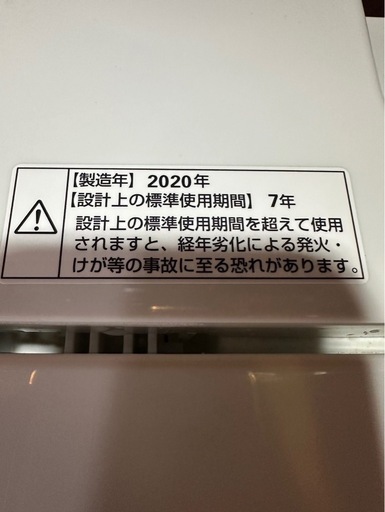 【製造年】 2020年
【設計上の標準使用期間】 7年
設計上の標準使用期間を超えて使用
されますと、経年劣化による発火・
けが等の事故に至る恐れがあります。